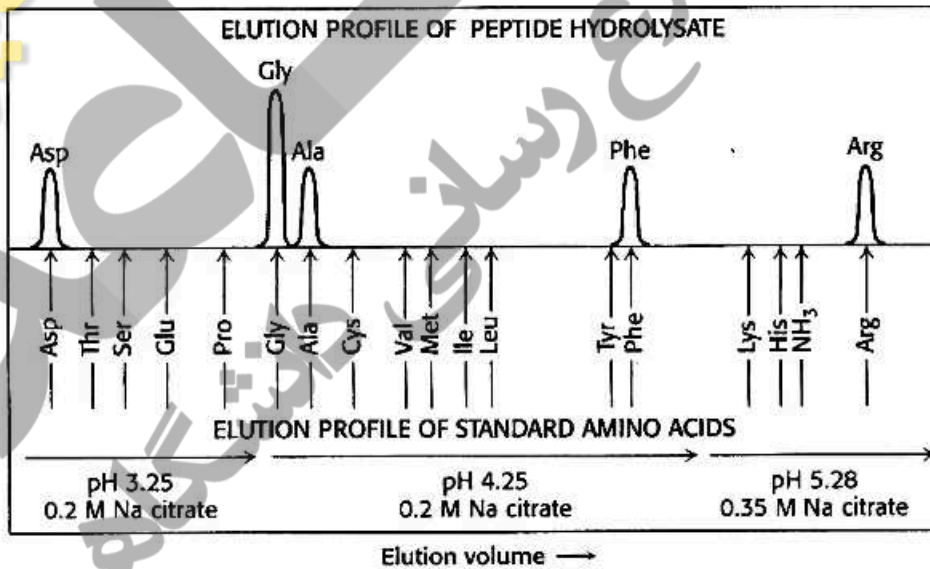 ELUTION PROFILE OF PEPTIDE HYDROLYSATE
Gly
Asp
Ala
Phe
Arg
Asp
Thr
Ser
Glu
Pro
Gly
Ala
Cys
Val
Met
Ile
Leu
Tyr
Phe
Lys
His
NH₃
Arg
ELUTION PROFILE OF STANDARD AMINO ACIDS
pH 3.25
0.2 M Na citrate
pH 4.25
0.2 M Na citrate
pH 5.28
0.35 M Na citrate
Elution volume ⟶
رسانی دانشگاه